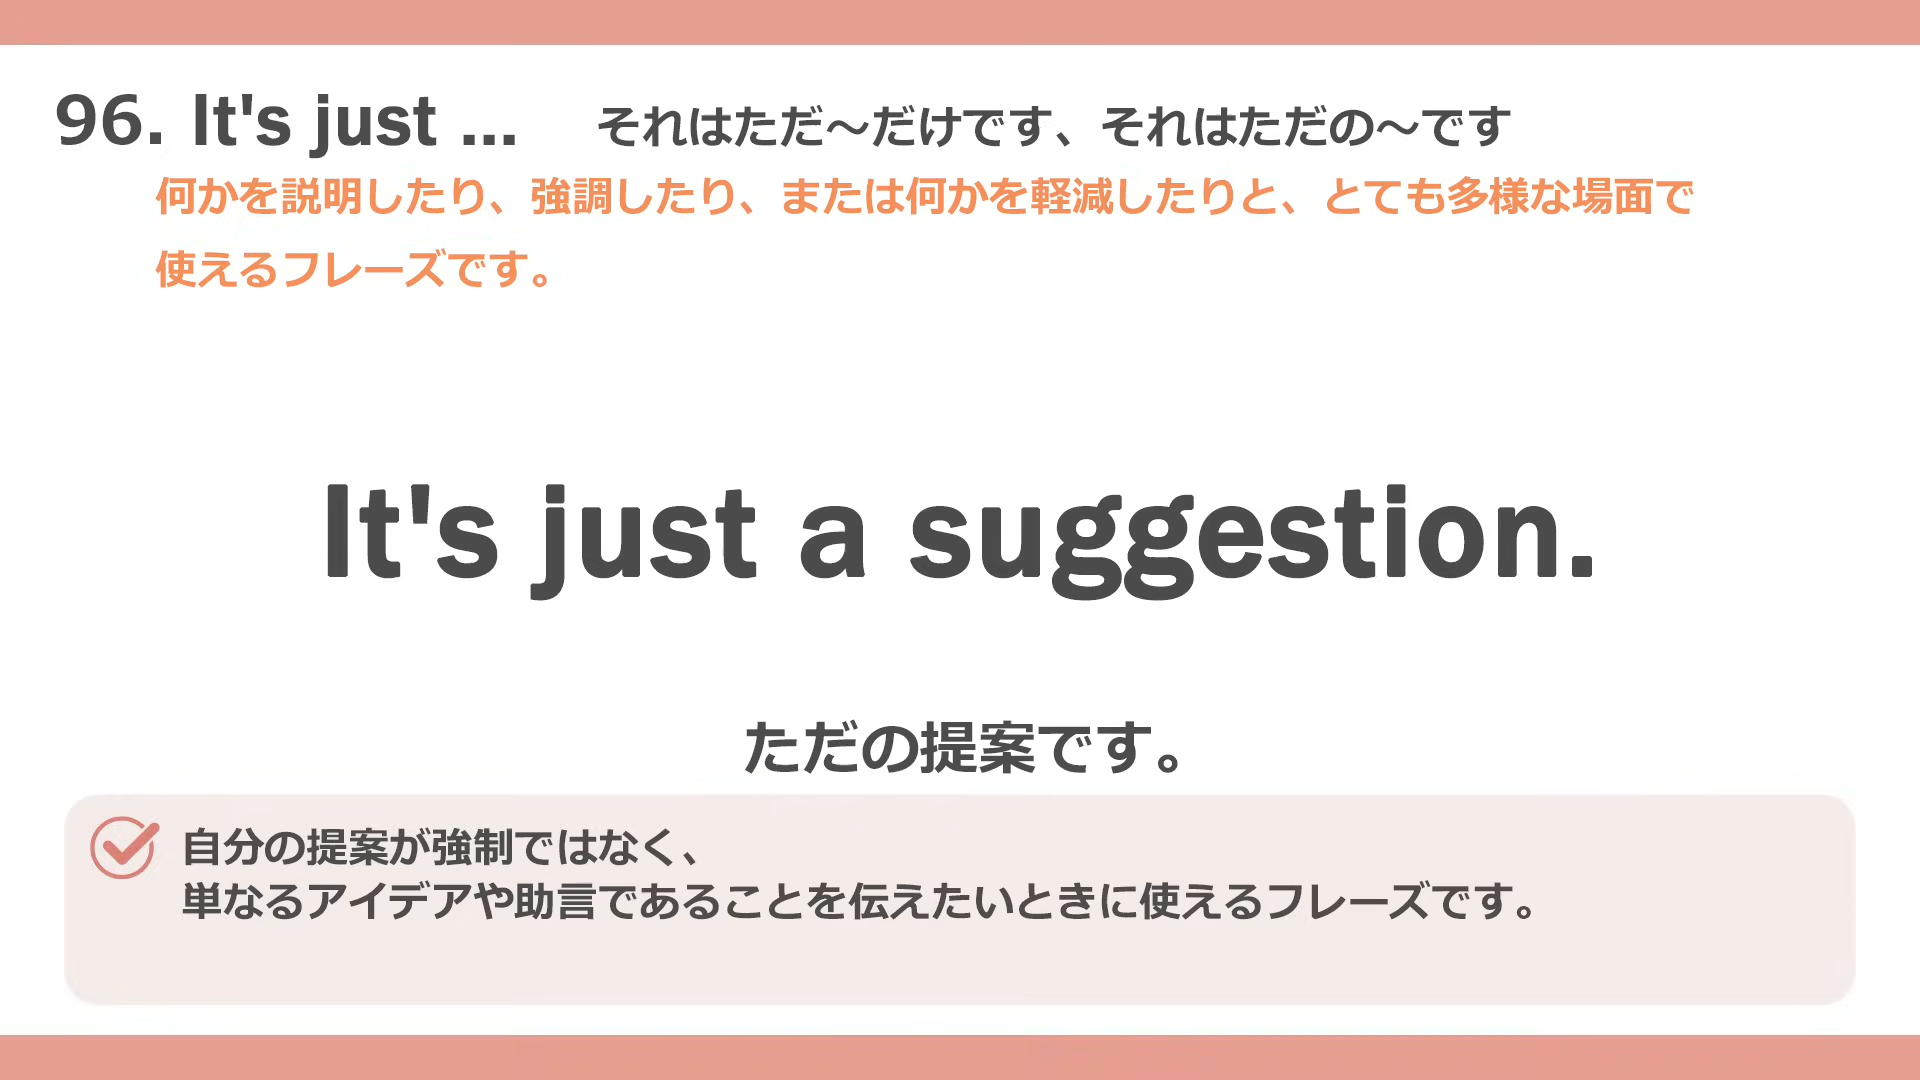 96. It's just ... それはただ～だけです、それはただの～です
何かを説明したり、強調したり、または何かを軽減したりと、とても多様な場面で
使えるフレーズです。
It's just a suggestion.
ただの提案です。
自分の提案が強制ではなく、
単なるアイデアや助言であることを伝えたいときに使えるフレーズです。